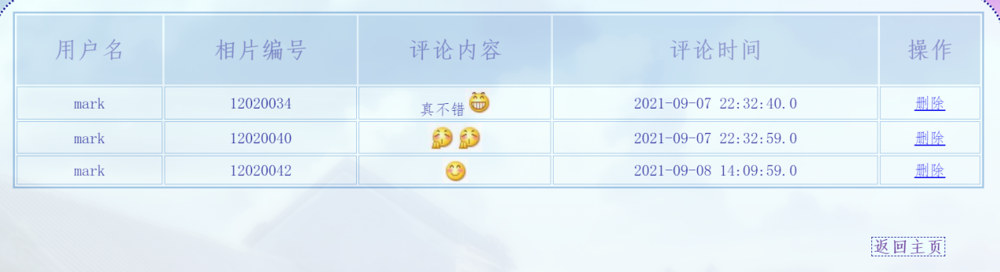 用户名 相片编号 评论内容 评论时间 操作
mark 12020034 真不错 2021-09-07 22:32:40.0 删除
mark 12020040 2021-09-07 22:32:59.0 删除
mark 12020042 2021-09-08 14:09:59.0 删除
返回主页